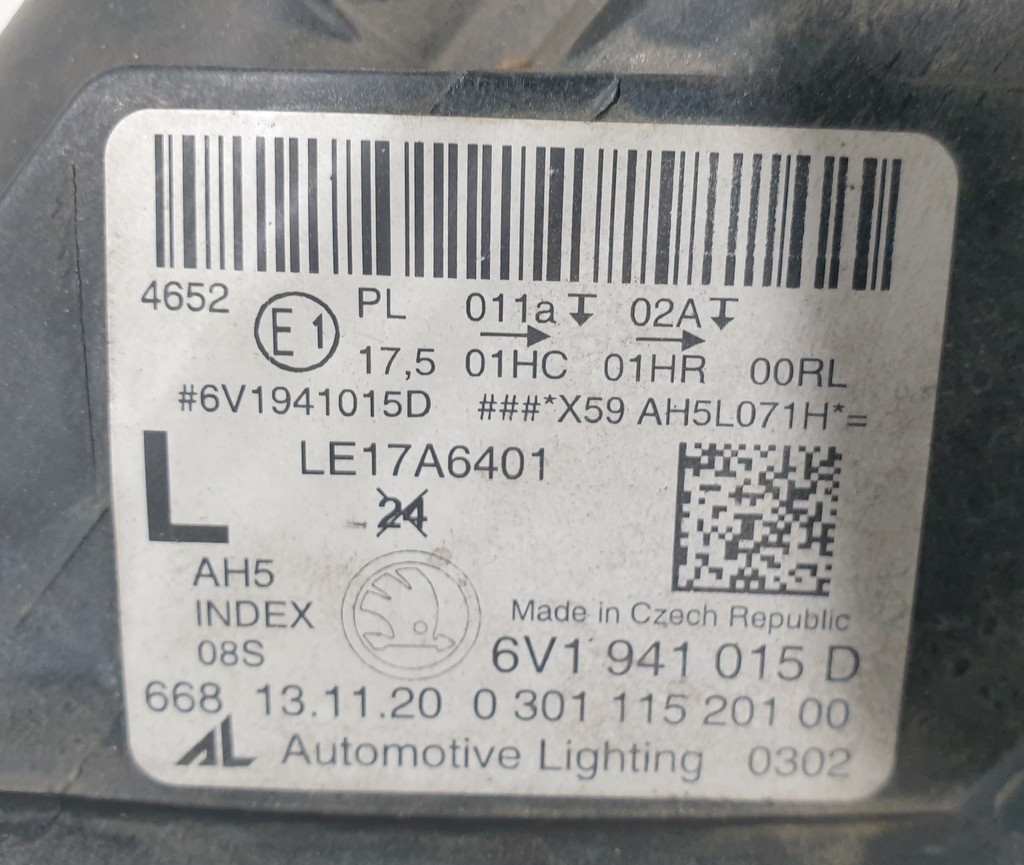 4652 E1 PL 011a 02A
17,5 01HC 01HR 00RL
#6V1941015D ###*X59 AH5L071H*=
L LE17A6401
24
AH5
INDEX
08S
Made in Czech Republic
6V1 941 015 D
668 13.11.20 0 301 115 201 00
AL Automotive Lighting 0302